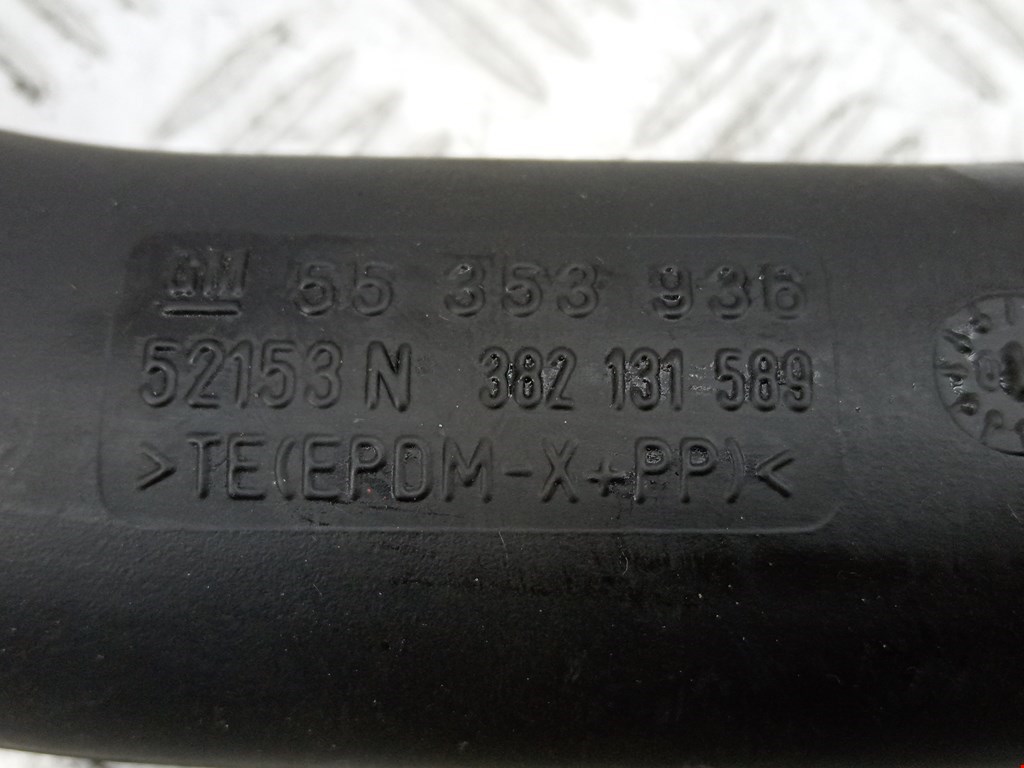 GM 55 353 936
52153 N 382 131 589
>TE(EPDM-X+PP)<